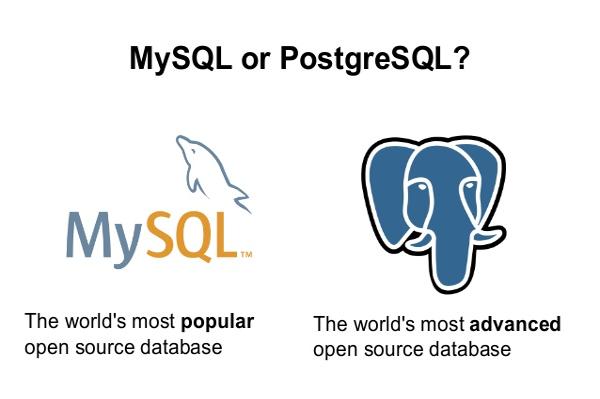 MySQL or PostgreSQL?
MySQL™
The world's most popular
open source database
The world's most advanced
open source database